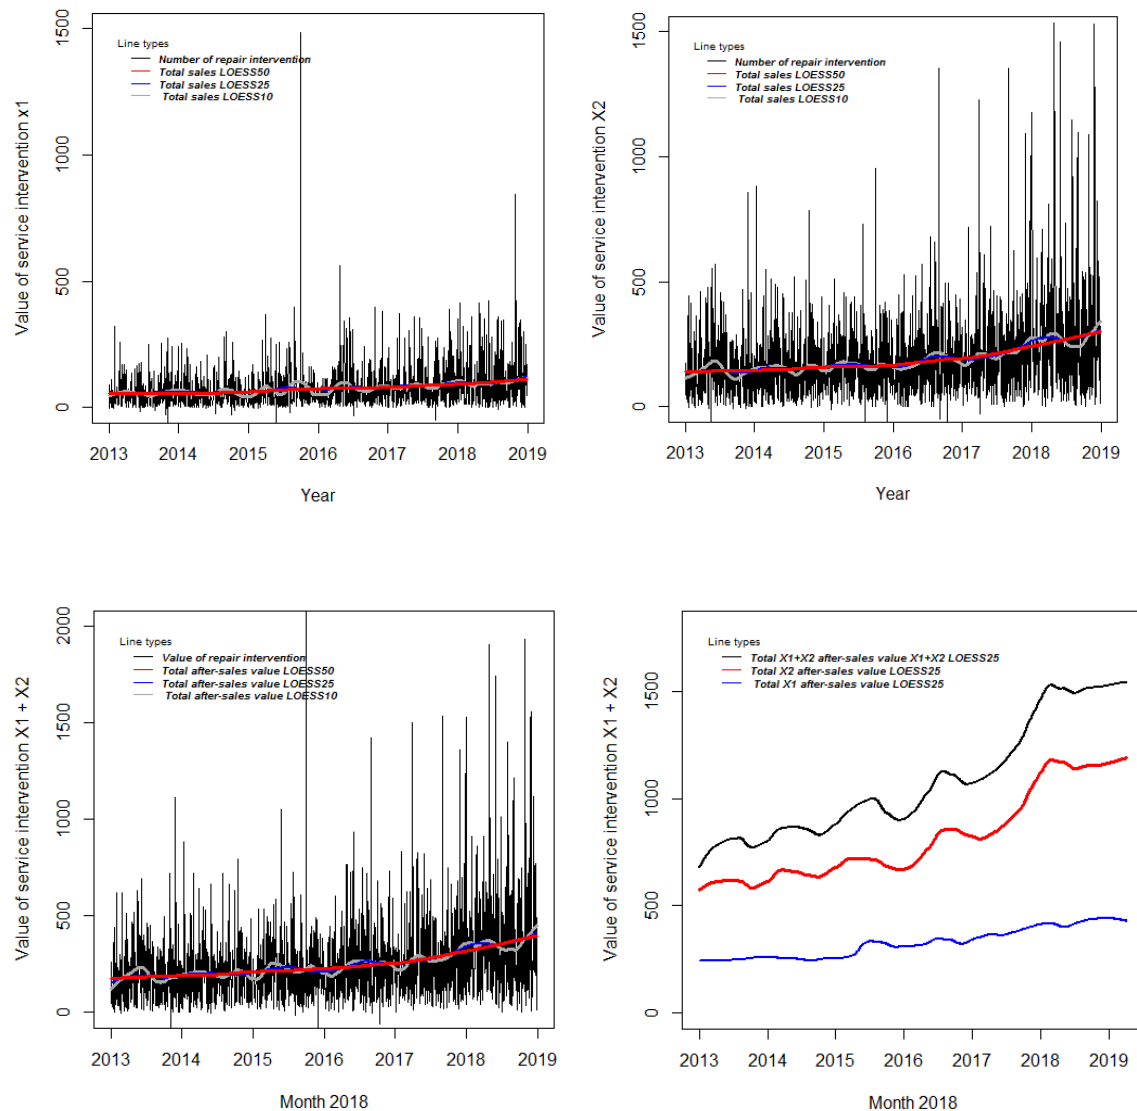 Line types
Number of repair intervention
Total sales LOESS50
Total sales LOESS25
Total sales LOESS10
Value of service intervention x1
1500
1000
500
0
2013 2014 2015 2016 2017 2018 2019
Year
Line types
Number of repair intervention
Total sales LOESS50
Total sales LOESS25
Total sales LOESS10
Value of service intervention X2
1500
1000
500
0
2013 2014 2015 2016 2017 2018 2019
Year
Line types
Value of repair intervention
Total after-sales value LOESS50
Total after-sales value LOESS25
Total after-sales value LOESS10
Value of service intervention X1 + X2
2000
1500
1000
500
0
2013 2014 2015 2016 2017 2018 2019
Month 2018
Line types
Total X1+X2 after-sales value X1+X2 LOESS25
Total X2 after-sales value LOESS25
Total X1 after-sales value LOESS25
Value of service intervention X1 + X2
1500
1000
500
0
2013 2014 2015 2016 2017 2018 2019
Month 2018